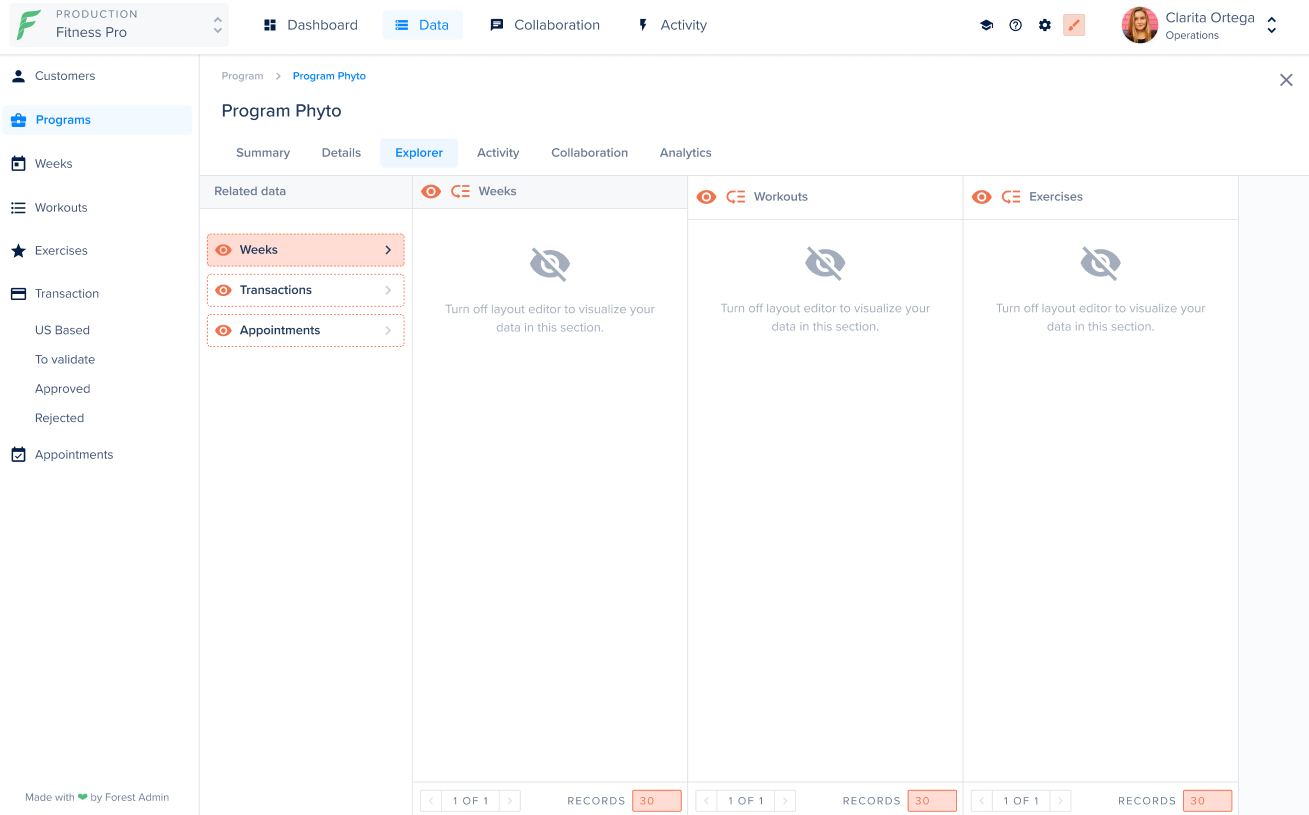 PRODUCTION
Fitness Pro
Dashboard
Data
Collaboration
Activity
Clarita Ortega
Operations
Customers
Programs
Weeks
Workouts
Exercises
Transaction
US Based
To validate
Approved
Rejected
Appointments
Made with ❤ by Forest Admin
Program > Program Phyto
Program Phyto
Summary
Details
Explorer
Activity
Collaboration
Analytics
Related data
Weeks
Transactions
Appointments
Weeks
Turn off layout editor to visualize your
data in this section.
1 OF 1
RECORDS 30
Workouts
Turn off layout editor to visualize your
data in this section.
1 OF 1
RECORDS 30
Exercises
Turn off layout editor to visualize your
data in this section.
1 OF 1
RECORDS 30